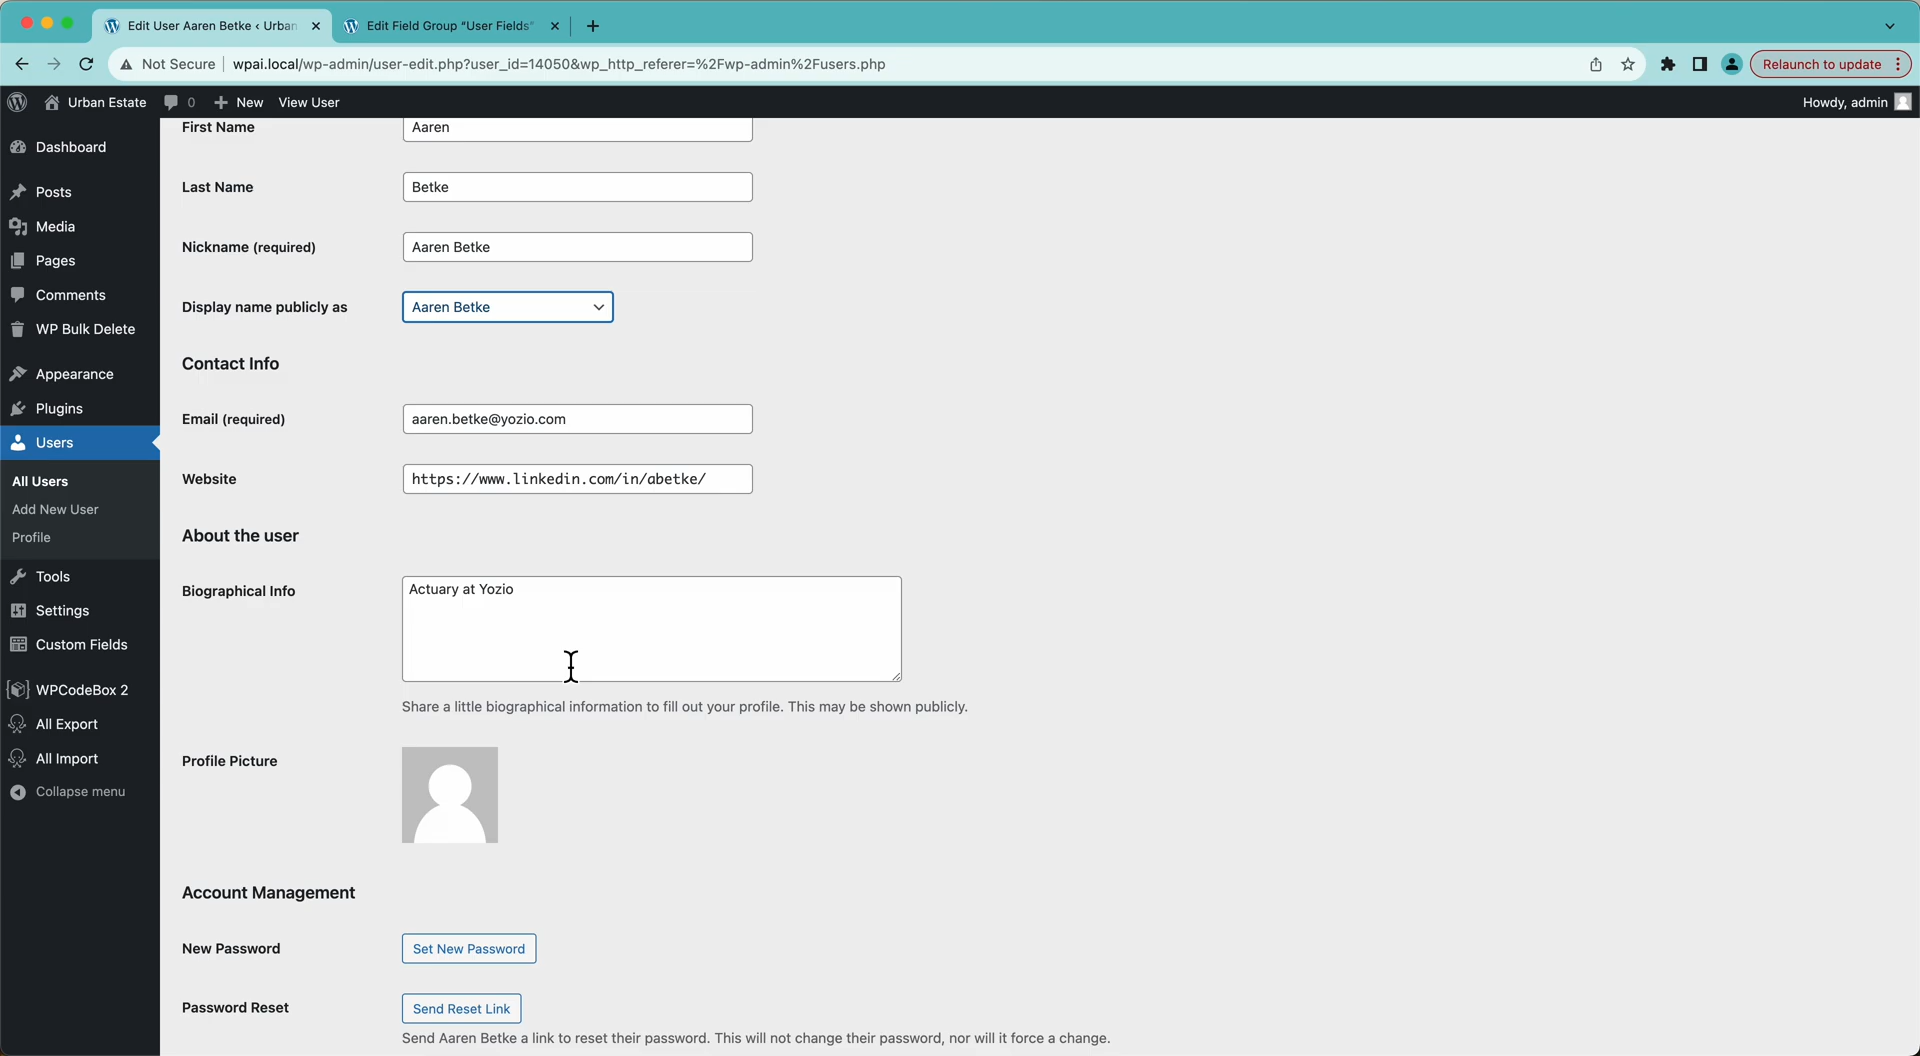 Edit User Aaren Betke ‹ Urban
Edit Field Group “User Fields”
Not Secure
wpai.local/wp-admin/user-edit.php?user_id=14050&wp_http_referer=%2Fwp-admin%2Fusers.php
Relaunch to update
Urban Estate
0
New
View User
Howdy, admin
Dashboard
Posts
Media
Pages
Comments
WP Bulk Delete
Appearance
Plugins
Users
All Users
Add New User
Profile
Tools
Settings
Custom Fields
WPCodeBox 2
All Export
All Import
Collapse menu
First Name
Aaren
Last Name
Betke
Nickname (required)
Aaren Betke
Display name publicly as
Aaren Betke
Contact Info
Email (required)
aaren.betke@yozio.com
Website
https://www.linkedin.com/in/abetke/
About the user
Biographical Info
Actuary at Yozio
Share a little biographical information to fill out your profile. This may be shown publicly.
Profile Picture
Account Management
New Password
Set New Password
Password Reset
Send Reset Link
Send Aaren Betke a link to reset their password. This will not change their password, nor will it force a change.